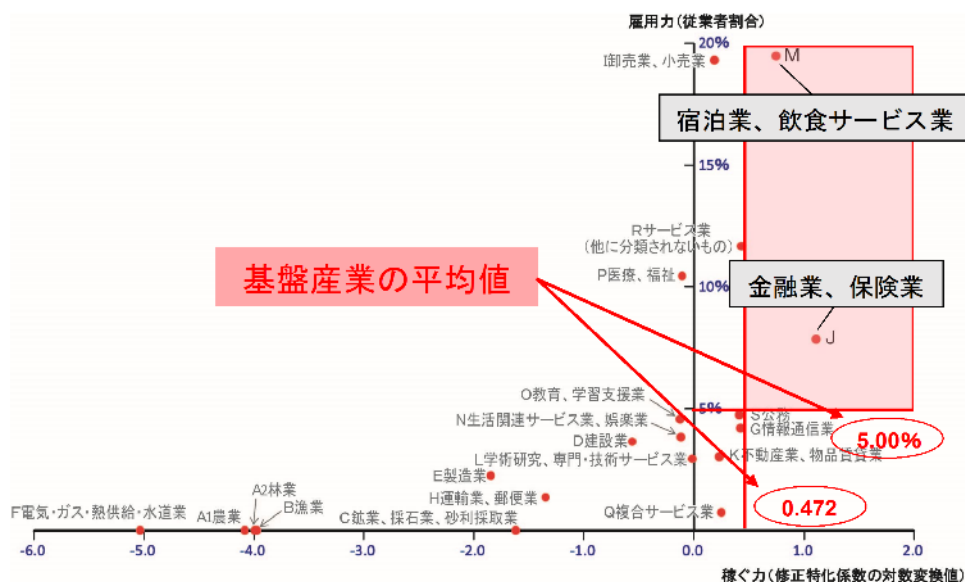 雇用力(従業者割合)
20%
I卸売業、小売業
M
宿泊業、飲食サービス業
15%
Rサービス業
(他に分類されないもの)
P医療、福祉
10%
基盤産業の平均値
金融業、保険業
J
O教育、学習支援業
5%
S公務
N生活関連サービス業、娯楽業
G情報通信業
5.00%
D建設業
L学術研究、専門・技術サービス業
K不動産業、物品賃貸業
E製造業
A2林業
H運輸業、郵便業
B漁業
F電気・ガス・熱供給・水道業
A1農業
C鉱業、採石業、砂利採取業
Q複合サービス業
0.472
-6.0
-5.0
-4.0
-3.0
-2.0
-1.0
0.0
1.0
2.0
稼ぐ力(修正特化係数の対数変換値)